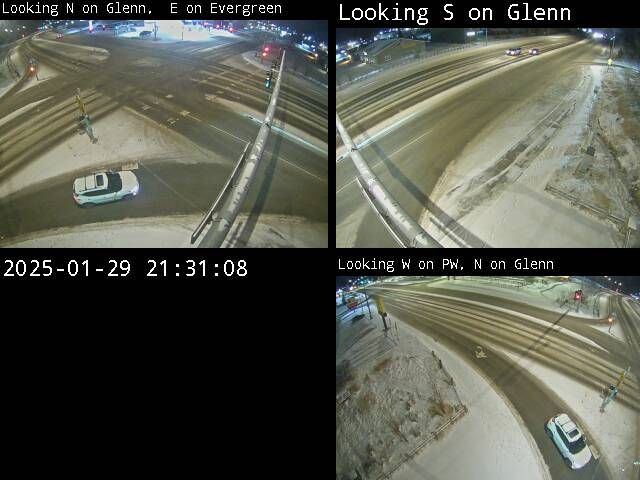 Looking N on Glenn,  E on Evergreen
Looking S on Glenn
2025-01-29 21:31:08
Looking W on PW, N on Glenn